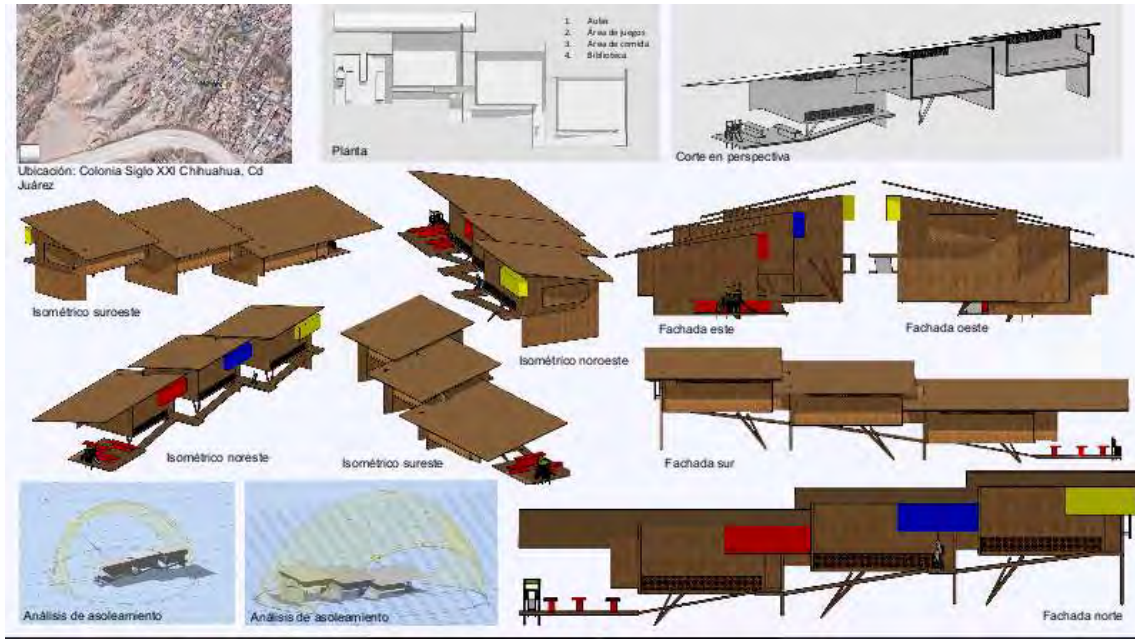 1. Aulas
2. Área de juegos
3. Área de comida
4. Biblioteca
Planta
Corte en perspectiva
Ubicación: Colonia Siglo XXI Chihuahua, Cd
Juárez
Isométrico suroeste
Isométrico noroeste
Fachada este
Fachada oeste
Isométrico noreste
Isométrico sureste
Fachada sur
Análisis de asoleamiento
Análisis de asoleamiento
Fachada norte